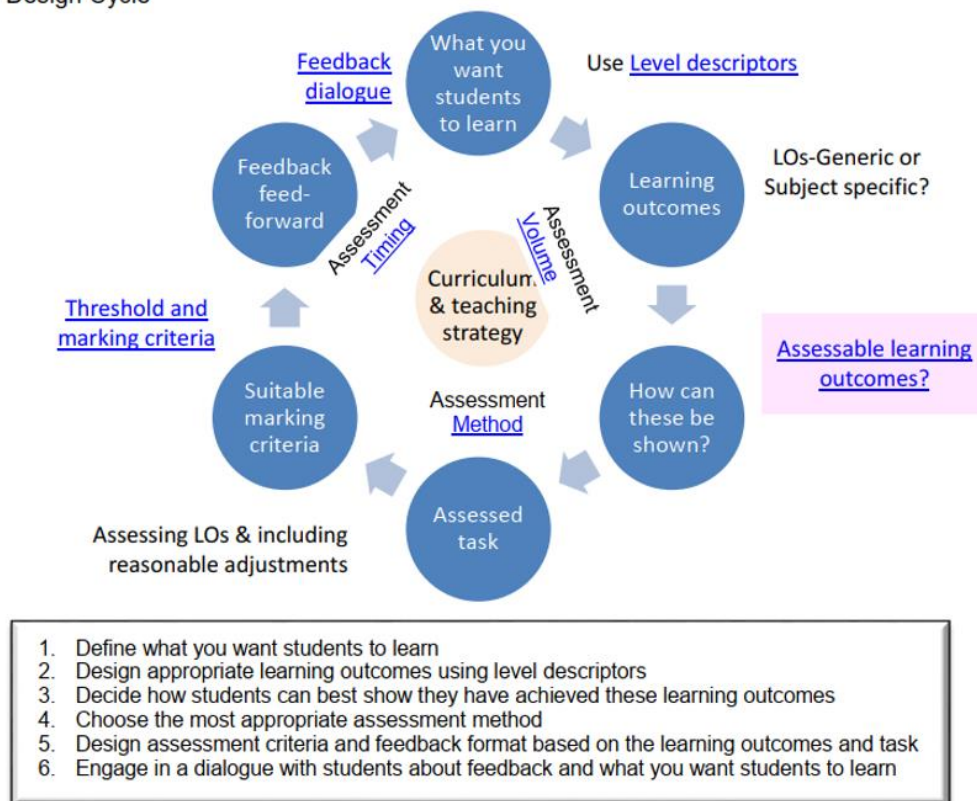 Design Cycle
What you
want
students
to learn
Feedback
dialogue
Use Level descriptors
Feedback
feed-
forward
Learning
outcomes
LOs-Generic or
Subject specific?
Assessment
Timing
Assessment
Volume
Curriculum
& teaching
strategy
Threshold and
marking criteria
Assessable learning
outcomes?
Suitable
marking
criteria
Assessment
Method
How can
these be
shown?
Assessed
task
Assessing LOs & including
reasonable adjustments
1. Define what you want students to learn
2. Design appropriate learning outcomes using level descriptors
3. Decide how students can best show they have achieved these learning outcomes
4. Choose the most appropriate assessment method
5. Design assessment criteria and feedback format based on the learning outcomes and task
6. Engage in a dialogue with students about feedback and what you want students to learn